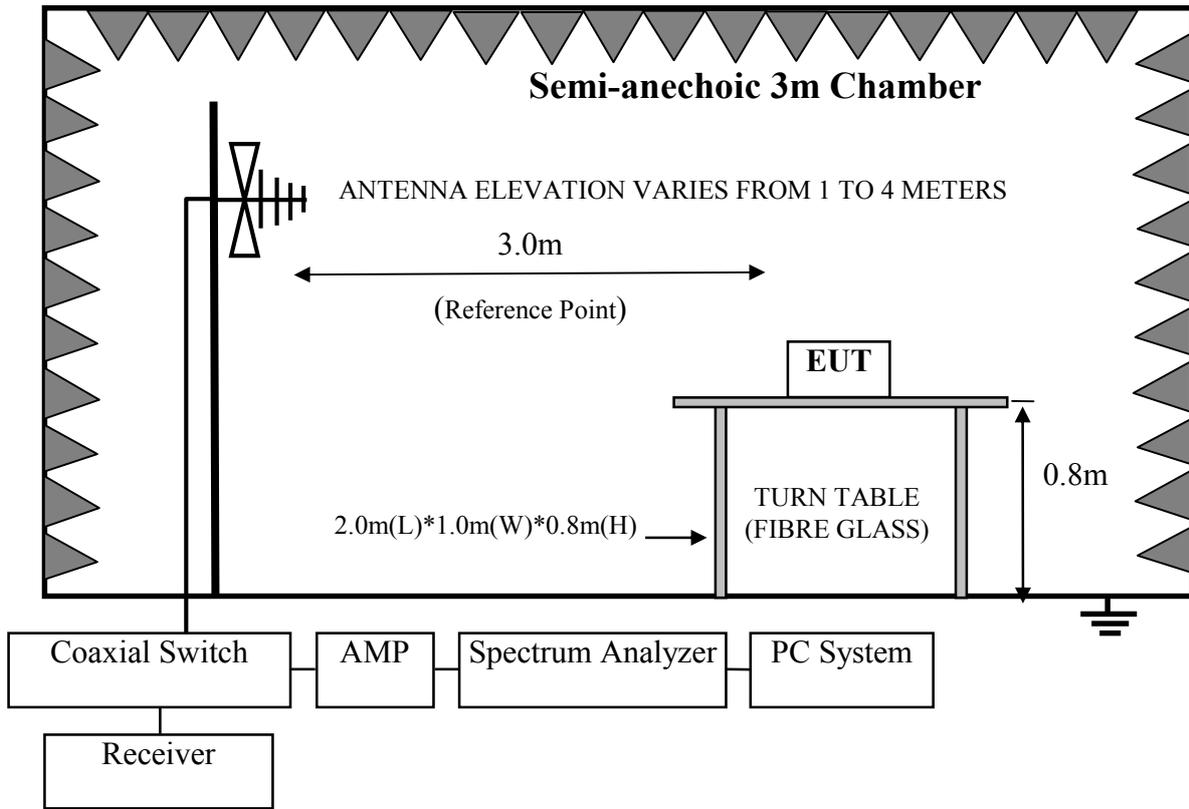 Semi-anechoic 3m Chamber
ANTENNA ELEVATION VARIES FROM 1 TO 4 METERS
3.0m
(Reference Point)
EUT
0.8m
TURN TABLE
(FIBRE GLASS)
2.0m(L)*1.0m(W)*0.8m(H)
Coaxial Switch
AMP
Spectrum Analyzer
PC System
Receiver